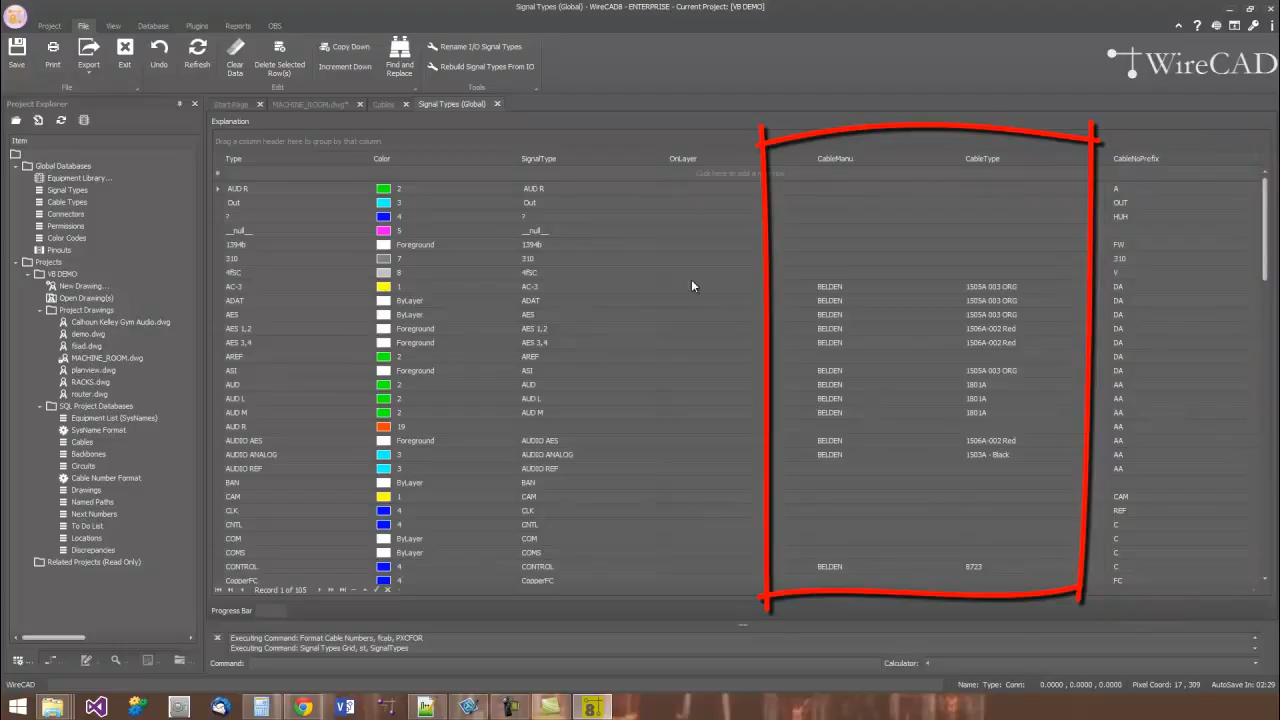 Signal Types (Global) - WireCAD8 - ENTERPRISE - Current Project: [VB DEMO]
Project File View Database Plugins Reports OBS
Save Print Export Exit Undo Refresh Clear Data Delete Selected Row(s) Copy Down Increment Down Find and Replace Rename I/O Signal Types Rebuild Signal Types From IO
File Edit Tools
WireCAD
Project Explorer
Item
Global Databases
Equipment Library...
Signal Types
Cable Types
Connectors
Permissions
Color Codes
Pinouts
Projects
VB DEMO
New Drawing...
Open Drawing(s)
Project Drawings
Calhoun Kelley Gym Audio.dwg
demo.dwg
fsad.dwg
MACHINE_ROOM.dwg
planview.dwg
RACKS.dwg
router.dwg
SQL Project Databases
Equipment List (SysNames)
SysName Format
Cables
Backbones
Circuits
Cable Number Format
Drawings
Named Paths
Next Numbers
To Do List
Locations
Discrepancies
Related Projects (Read Only)
Start Page MACHINE_ROOM.dwg* Cables Signal Types (Global)
Explanation
Drag a column header here to group by that column
Type Color SignalType OnLayer CableManu CableType CableNoPrefix
Click here to add a new row
AUD R 2 AUD R A
Out 3 Out OUT
? 4 ? HUH
__null__ 5 __null__
1394b Foreground 1394b FW
310 7 310 310
4fSC 8 4fSC V
AC-3 1 AC-3 BELDEN 1505A 003 ORG DA
ADAT ByLayer ADAT BELDEN 1505A 003 ORG DA
AES ByLayer AES BELDEN 1505A 003 ORG DA
AES 1,2 Foreground AES 1,2 BELDEN 1506A-002 Red DA
AES 3,4 Foreground AES 3,4 BELDEN 1506A-002 Red DA
AREF 2 AREF DA
ASI Foreground ASI BELDEN 1505A 003 ORG DA
AUD 2 AUD BELDEN 1801A AA
AUD L 2 AUD L BELDEN 1801A AA
AUD M 2 AUD M BELDEN 1801A AA
AUD R 19 AA
AUDIO AES Foreground AUDIO AES BELDEN 1506A-002 Red AA
AUDIO ANALOG 3 AUDIO ANALOG BELDEN 1503A - Black AA
AUDIO REF 3 AUDIO REF AA
BAN ByLayer BAN
CAM 1 CAM CAM
CLK 4 CLK REF
CNTL 4 CNTL C
COM ByLayer COM C
COMS ByLayer COMS C
CONTROL 4 CONTROL BELDEN 8723 C
CopperFC 4 CopperFC FC
Record 1 of 105
Progress Bar
Executing Command: Format Cable Numbers, fcab, PXCFOR
Executing Command: Signal Types Grid, st, SignalTypes
Command: Calculator:
WireCAD Name: Type: Conn: 0.0000 , 0.0000 , 0.0000 Pixel Coord: 17 , 309 AutoSave In: 02:29